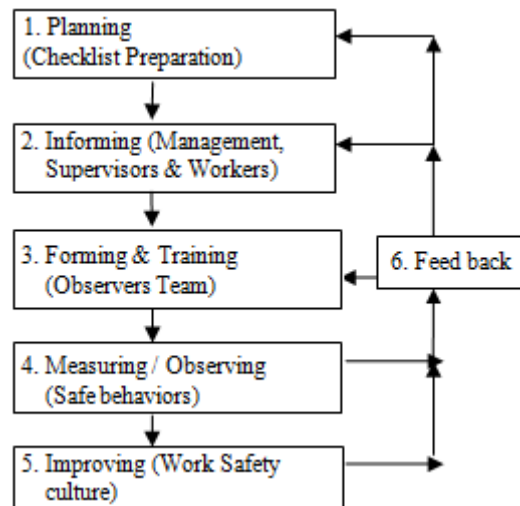 1. Planning
(Checklist Preparation)
2. Informing (Management,
Supervisors & Workers)
3. Forming & Training
(Observers Team)
6. Feed back
4. Measuring / Observing
(Safe behaviors)
5. Improving (Work Safety
culture)